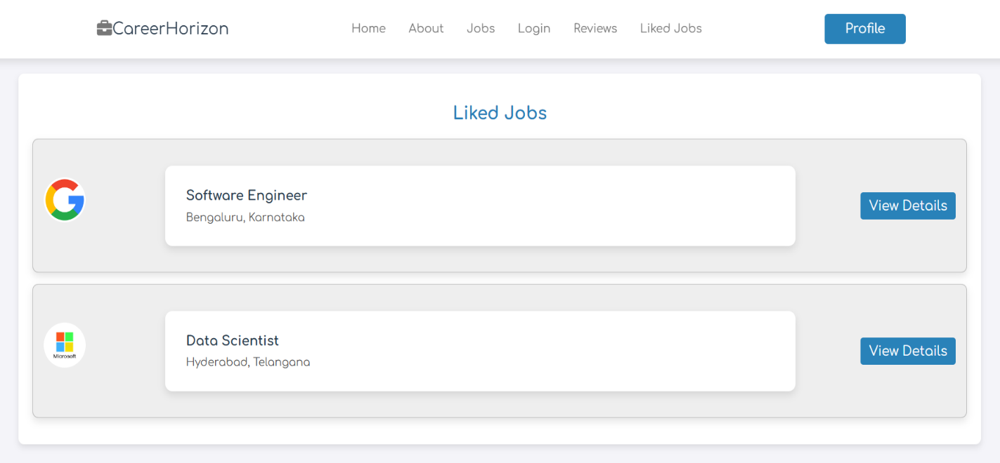 CareerHorizon Home About Jobs Login Reviews Liked Jobs Profile
Liked Jobs
Software Engineer
Bengaluru, Karnataka
View Details
Microsoft
Data Scientist
Hyderabad, Telangana
View Details